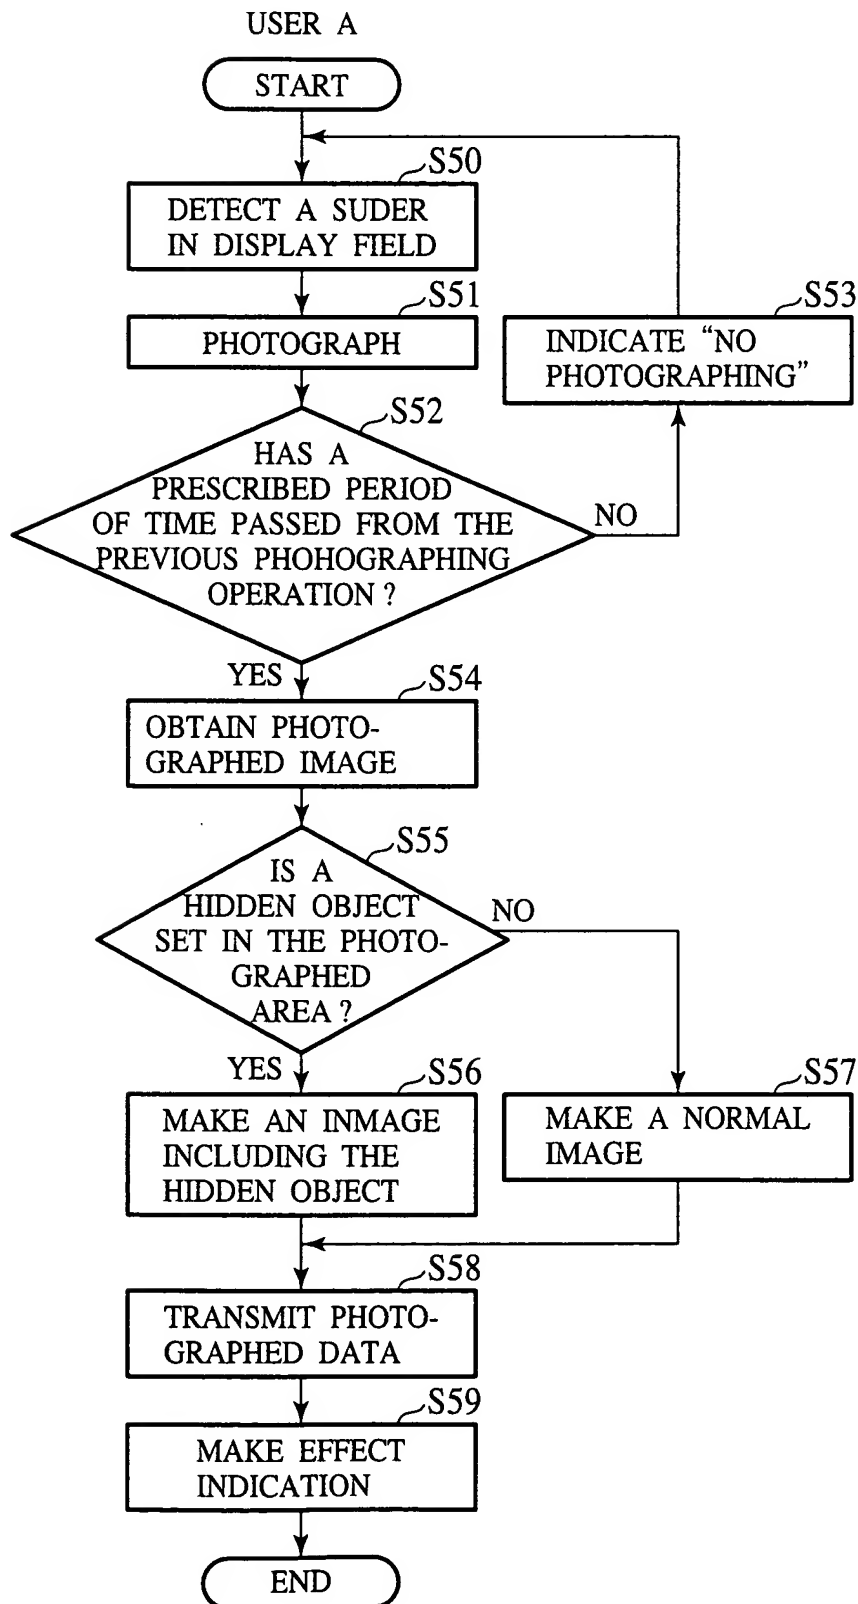 USER A
START
S50
DETECT A SUDER
IN DISPLAY FIELD
S51
PHOTOGRAPH
S53
INDICATE “NO
PHOTOGRAPHING”
S52
HAS A
PRESCRIBED PERIOD
OF TIME PASSED FROM THE
PREVIOUS PHOHOGRAPHING
OPERATION ?
NO
YES
S54
OBTAIN PHOTO-
GRAPHED IMAGE
S55
IS A
HIDDEN OBJECT
SET IN THE PHOTO-
GRAPHED
AREA ?
NO
YES
S56
MAKE AN INMAGE
INCLUDING THE
HIDDEN OBJECT
S57
MAKE A NORMAL
IMAGE
S58
TRANSMIT PHOTO-
GRAPHED DATA
S59
MAKE EFFECT
INDICATION
END